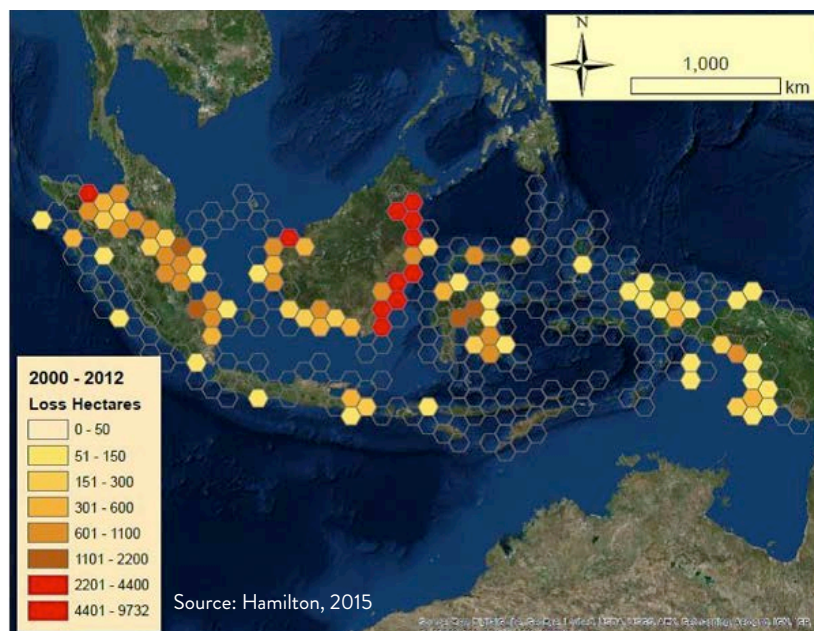 N
1,000
km
2000 - 2012
Loss Hectares
0 - 50
51 - 150
151 - 300
301 - 600
601 - 1100
1101 - 2200
2201 - 4400
4401 - 9732
Source: Hamilton, 2015